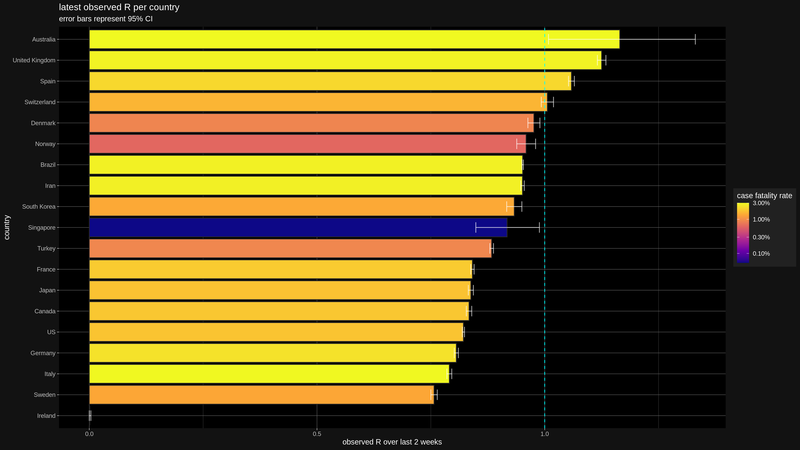 latest observed R per country
error bars represent 95% CI
Australia
United Kingdom
Spain
Switzerland
Denmark
Norway
Brazil
Iran
South Korea
Singapore
Turkey
France
Japan
Canada
US
Germany
Italy
Sweden
Ireland
country
0.0
0.5
1.0
observed R over last 2 weeks
case fatality rate
3.00%
1.00%
0.30%
0.10%